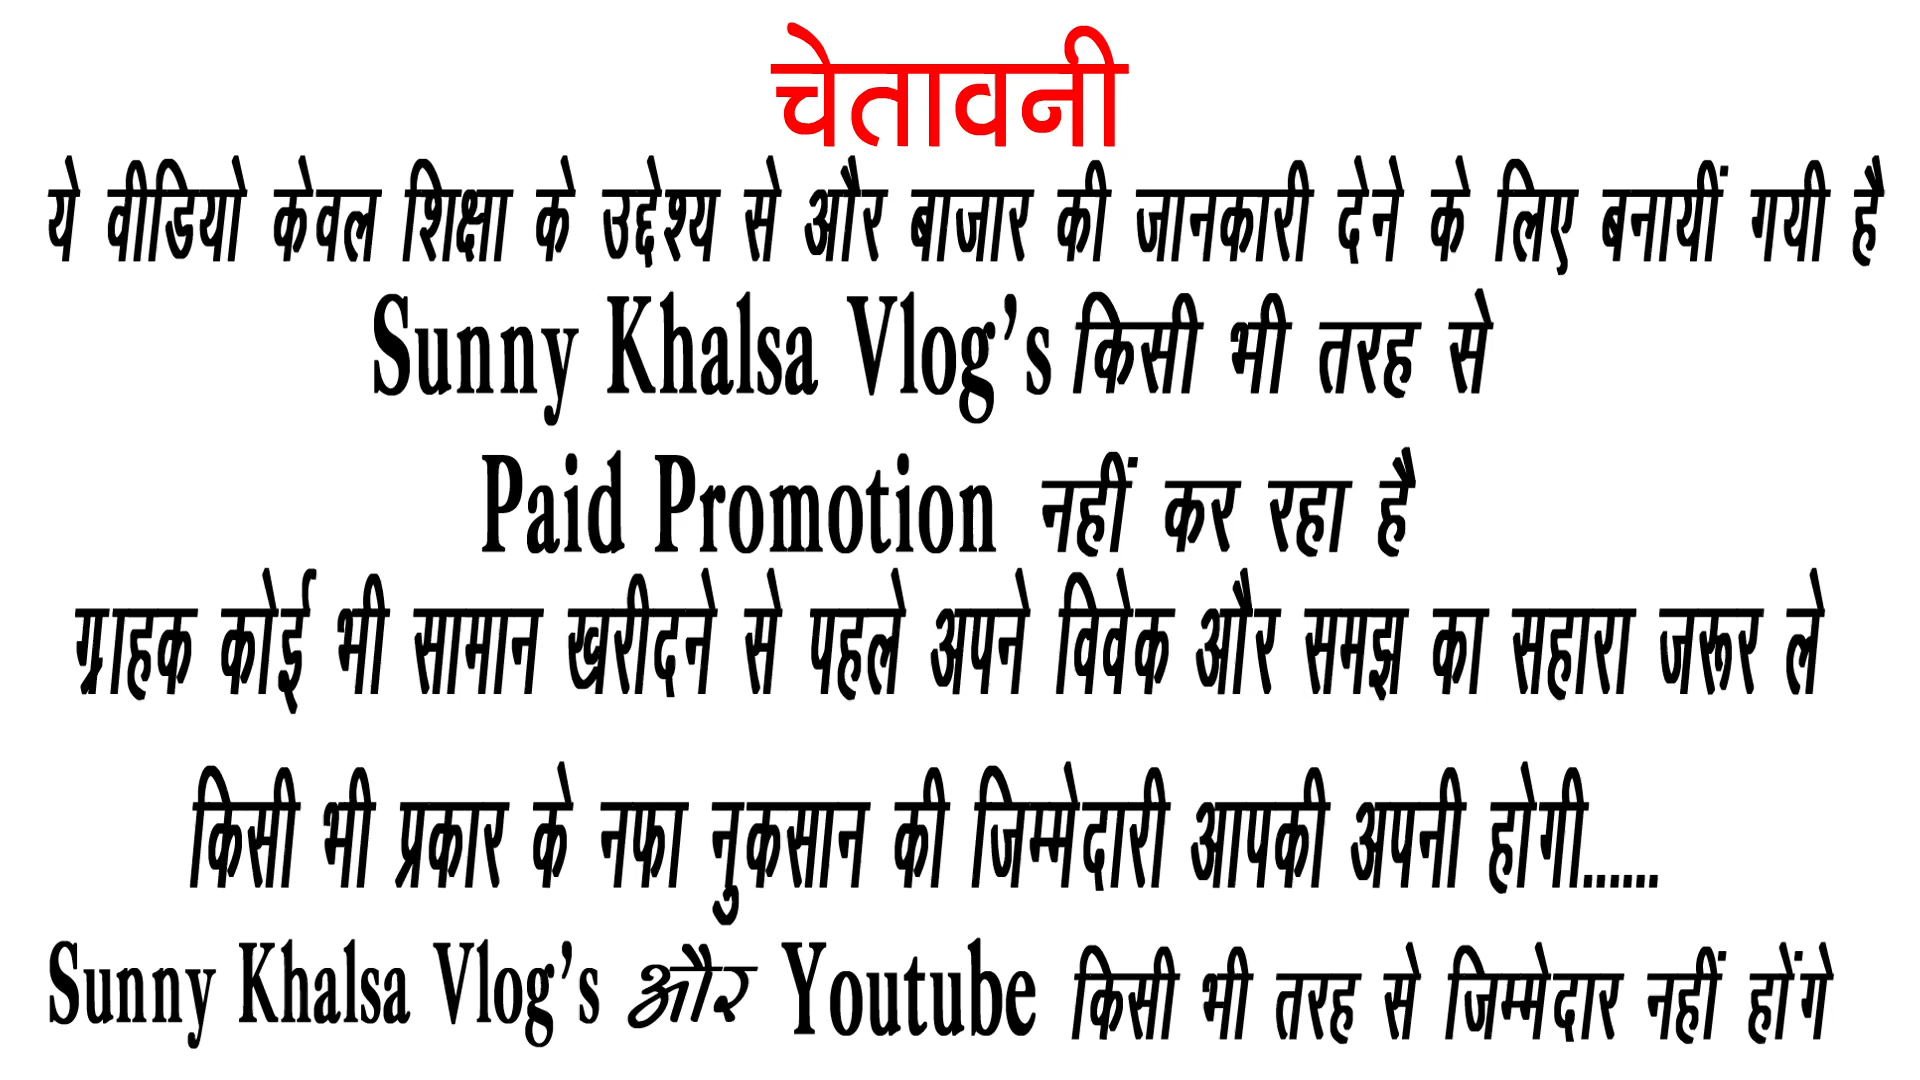 चेतावनी
ये वीडियो केवल शिक्षा के उद्देश्य से और बाजार की जानकारी देने के लिए बनायीं गयी है
Sunny Khalsa Vlog’s किसी भी तरह से
Paid Promotion नहीं कर रहा है
ग्राहक कोई भी सामान खरीदने से पहले अपने विवेक और समझ का सहारा जरूर ले
किसी भी प्रकार के नफा नुकसान की जिम्मेदारी आपकी अपनी होगी......
Sunny Khalsa Vlog’s और Youtube किसी भी तरह से जिम्मेदार नहीं होंगे